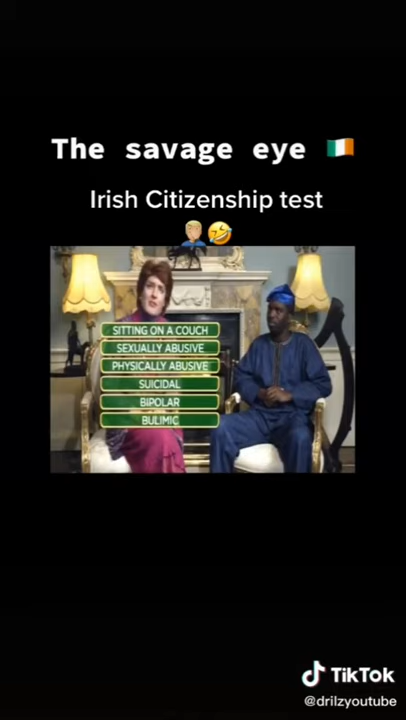 The savage eye 🇮🇪
Irish Citizenship test
🤦🏼‍♂️🤣
SITTING ON A COUCH
SEXUALLY ABUSIVE
PHYSICALLY ABUSIVE
SUICIDAL
BIPOLAR
BULIMIC
TikTok
@drilzyoutube